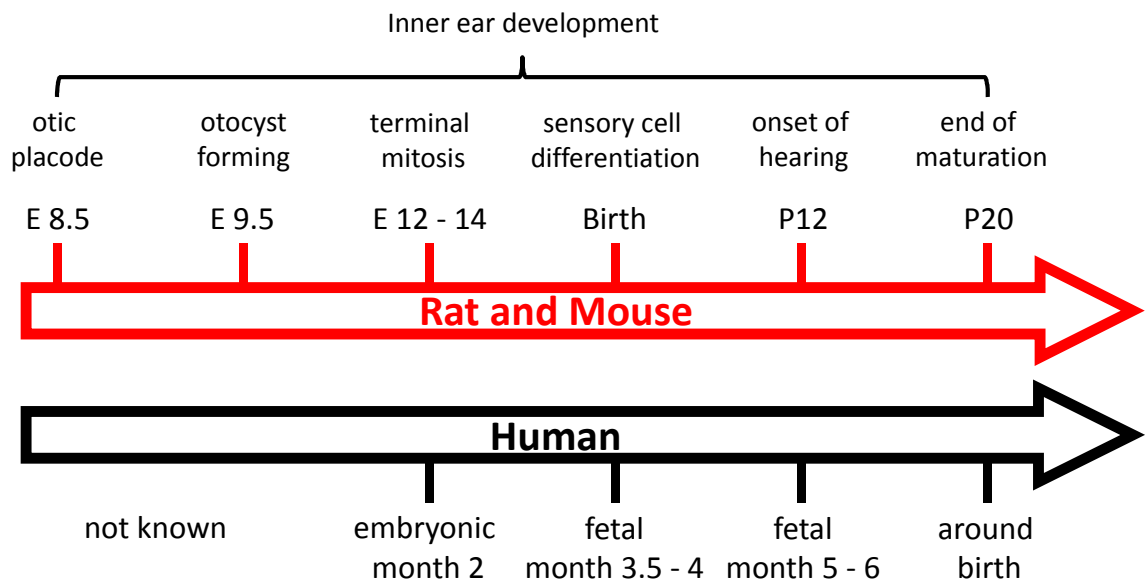 Inner ear development
otic
placode
otocyst
forming
terminal
mitosis
sensory cell
differentiation
onset of
hearing
end of
maturation
E 8.5
E 9.5
E 12 - 14
Birth
P12
P20
Rat and Mouse
Human
not known
embryonic
month 2
fetal
month 3.5 - 4
fetal
month 5 - 6
around
birth